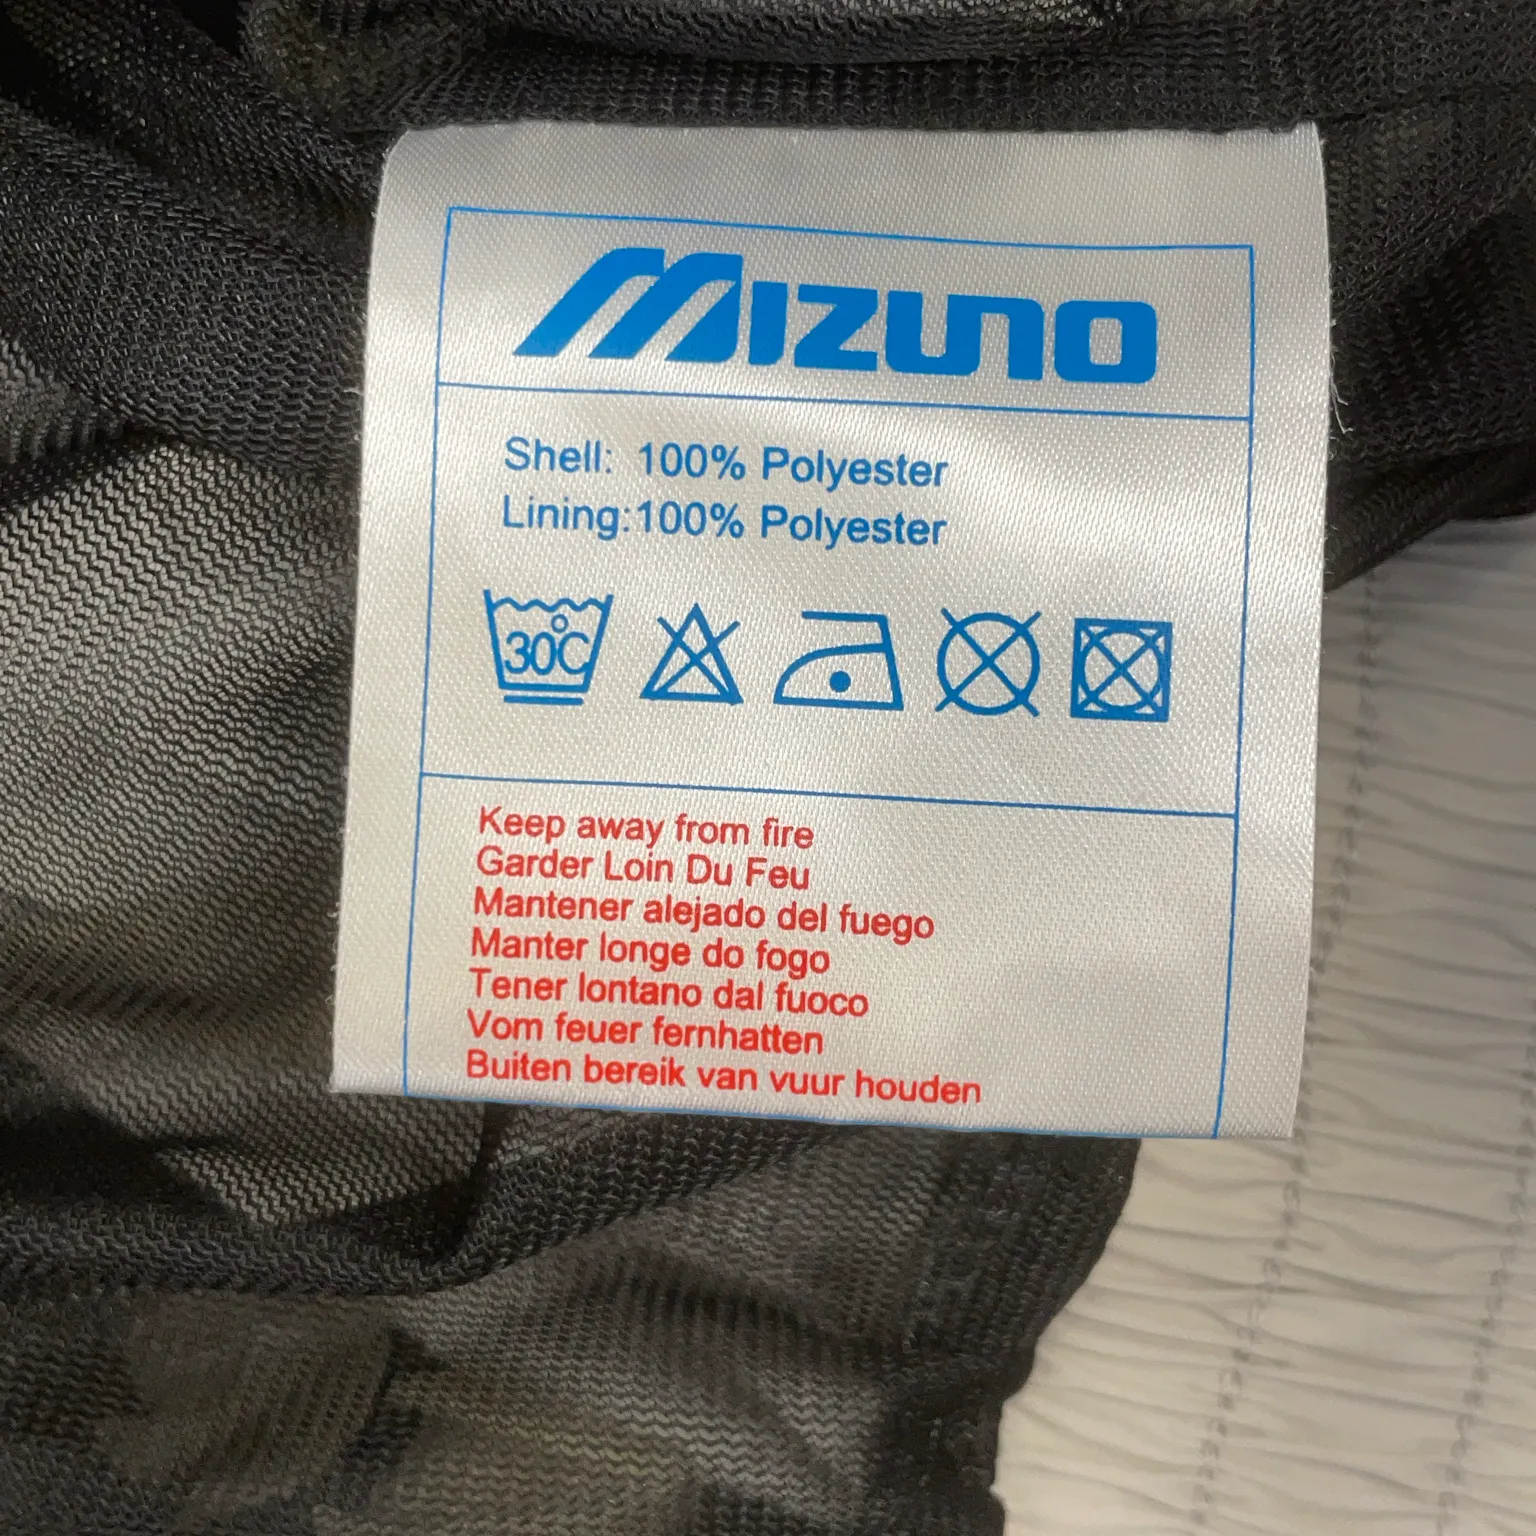 MIZUNO
Shell: 100% Polyester
Lining:100% Polyester
30°C
Keep away from fire
Garder Loin Du Feu
Mantener alejado del fuego
Manter longe do fogo
Tener lontano dal fuoco
Vom feuer fernhatten
Buiten bereik van vuur houden